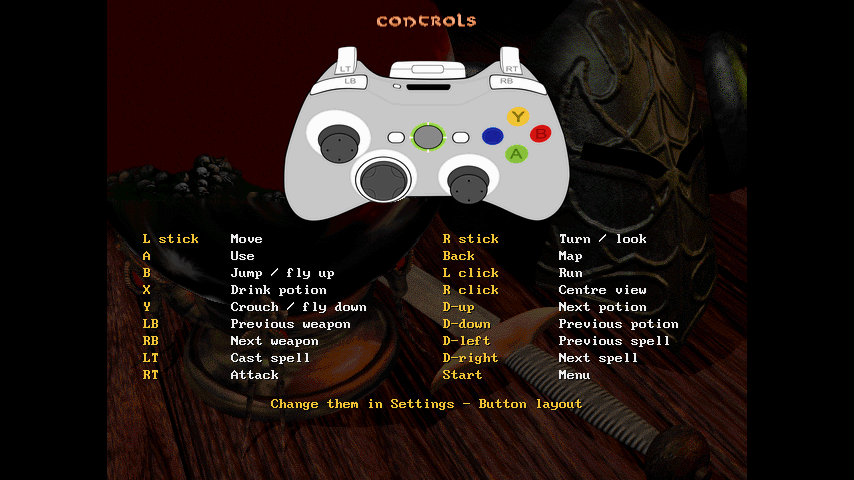 CONTROLS
LT
RT
LB
RB
Y
B
A
L stick Move R stick Turn / look
A Use Back Map
B Jump / fly up L click Run
X Drink potion R click Centre view
Y Crouch / fly down D-up Next potion
LB Previous weapon D-down Previous potion
RB Next weapon D-left Previous spell
LT Cast spell D-right Next spell
RT Attack Start Menu
Change them in Settings - Button layout